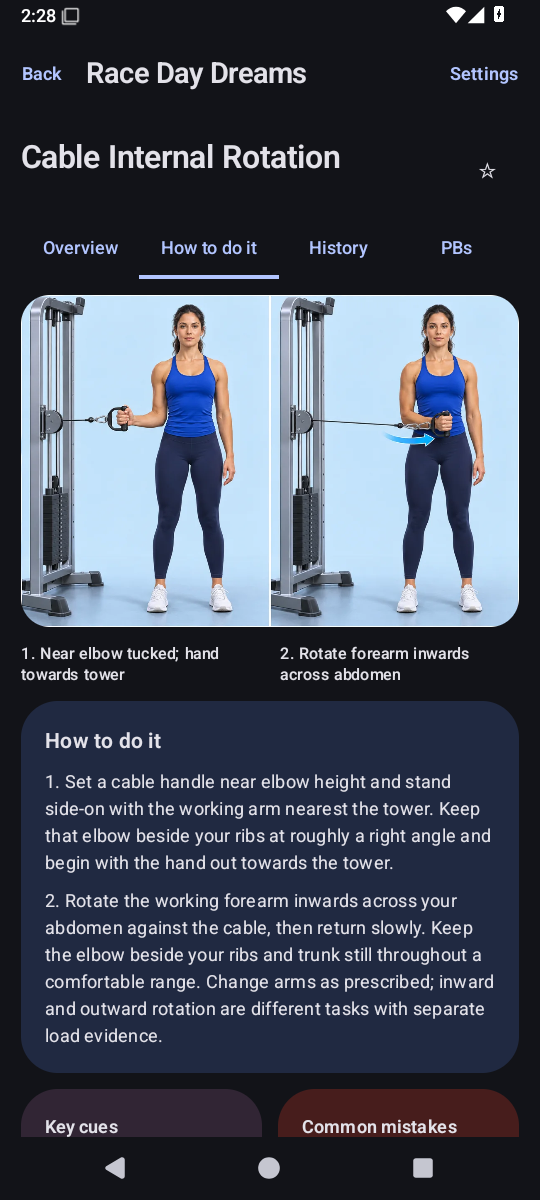 2:28
Back Race Day Dreams Settings
Cable Internal Rotation
Overview How to do it History PBs
1. Near elbow tucked; hand
towards tower
2. Rotate forearm inwards
across abdomen
How to do it
1. Set a cable handle near elbow height and stand
side-on with the working arm nearest the tower. Keep
that elbow beside your ribs at roughly a right angle and
begin with the hand out towards the tower.
2. Rotate the working forearm inwards across your
abdomen against the cable, then return slowly. Keep
the elbow beside your ribs and trunk still throughout a
comfortable range. Change arms as prescribed; inward
and outward rotation are different tasks with separate
load evidence.
Key cues Common mistakes